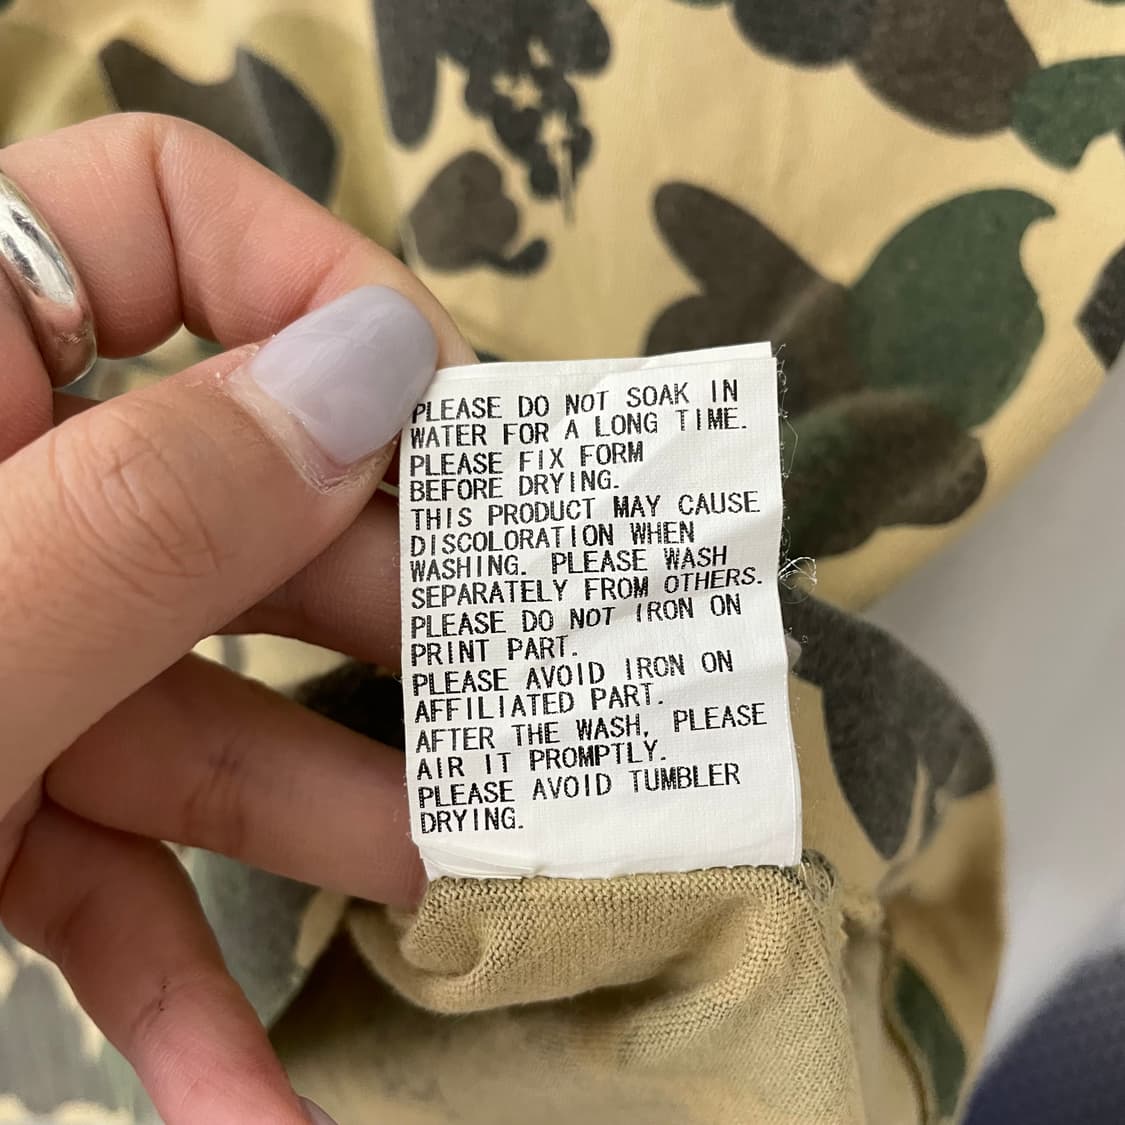 PLEASE DO NOT SOAK IN
WATER FOR A LONG TIME.
PLEASE FIX FORM
BEFORE DRYING.
THIS PRODUCT MAY CAUSE
DISCOLORATION WHEN
WASHING. PLEASE WASH
SEPARATELY FROM OTHERS.
PLEASE DO NOT IRON ON
PRINT PART.
PLEASE AVOID IRON ON
AFFILIATED PART.
AFTER THE WASH, PLEASE
AIR IT PROMPTLY.
PLEASE AVOID TUMBLER
DRYING.